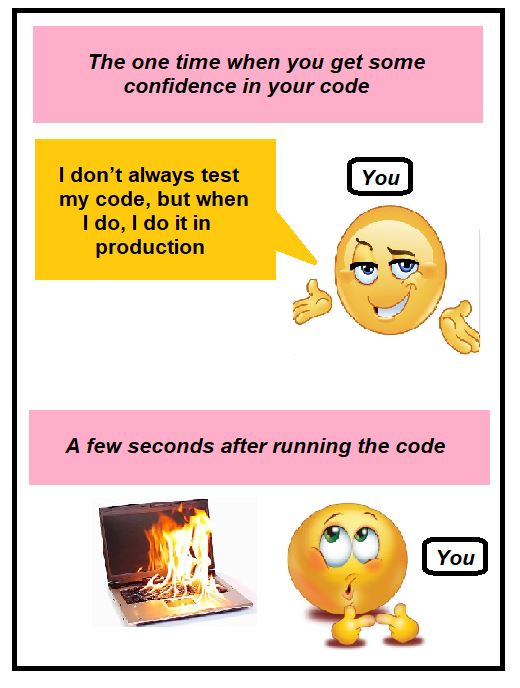 The one time when you get some
confidence in your code
I don’t always test
my code, but when
I do, I do it in
production
You
A few seconds after running the code
You